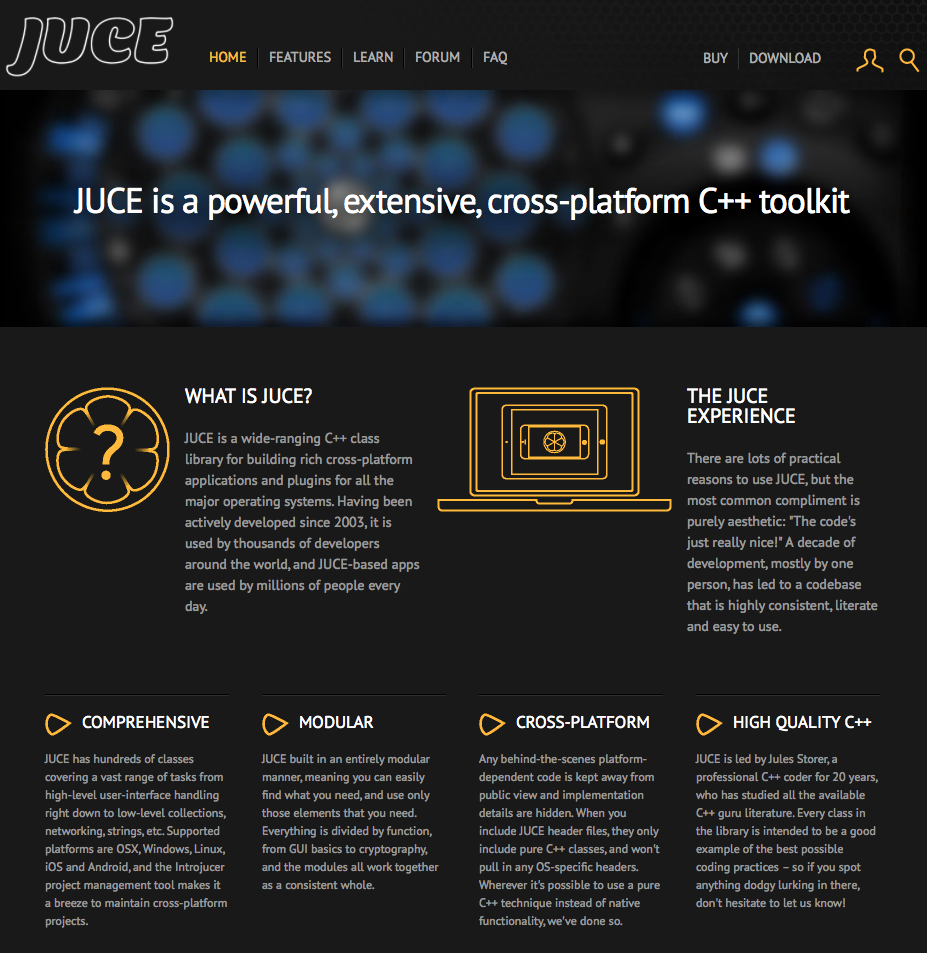 JUCE
HOME
FEATURES
LEARN
FORUM
FAQ
BUY
DOWNLOAD
JUCE is a powerful, extensive, cross-platform C++ toolkit
?
WHAT IS JUCE?
JUCE is a wide-ranging C++ class
library for building rich cross-platform
applications and plugins for all the
major operating systems. Having been
actively developed since 2003, it is
used by thousands of developers
around the world, and JUCE-based apps
are used by millions of people every
day.
THE JUCE
EXPERIENCE
There are lots of practical
reasons to use JUCE, but the
most common compliment is
purely aesthetic: "The code's
just really nice!" A decade of
development, mostly by one
person, has led to a codebase
that is highly consistent, literate
and easy to use.
COMPREHENSIVE
JUCE has hundreds of classes
covering a vast range of tasks from
high-level user-interface handling
right down to low-level collections,
networking, strings, etc. Supported
platforms are OSX, Windows, Linux,
iOS and Android, and the Introjucer
project management tool makes it
a breeze to maintain cross-platform
projects.
MODULAR
JUCE built in an entirely modular
manner, meaning you can easily
find what you need, and use only
those elements that you need.
Everything is divided by function,
from GUI basics to cryptography,
and the modules all work together
as a consistent whole.
CROSS-PLATFORM
Any behind-the-scenes platform-
dependent code is kept away from
public view and implementation
details are hidden. When you
include JUCE header files, they only
include pure C++ classes, and won't
pull in any OS-specific headers.
Wherever it's possible to use a pure
C++ technique instead of native
functionality, we've done so.
HIGH QUALITY C++
JUCE is led by Jules Storer, a
professional C++ coder for 20 years,
who has studied all the available
C++ guru literature. Every class in
the library is intended to be a good
example of the best possible
coding practices – so if you spot
anything dodgy lurking in there,
don't hesitate to let us know!